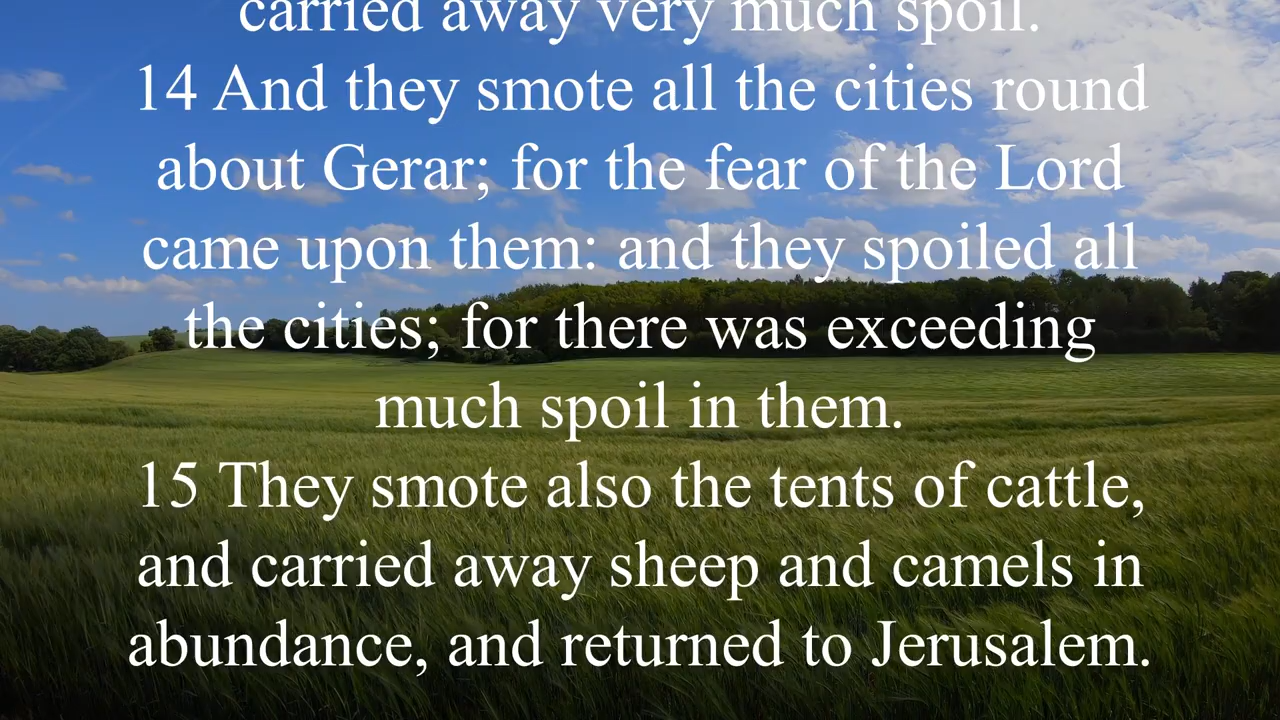 carried away very much spoil.
14 And they smote all the cities round
about Gerar; for the fear of the Lord
came upon them: and they spoiled all
the cities; for there was exceeding
much spoil in them.
15 They smote also the tents of cattle,
and carried away sheep and camels in
abundance, and returned to Jerusalem.